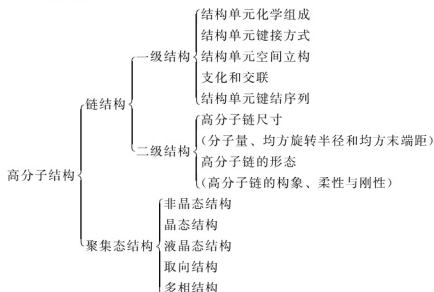 结构单元化学组成
结构单元键接方式
一级结构
结构单元空间立构
支化和交联
链结构
结构单元键结序列
高分子链尺寸
(分子量、均方旋转半径和均方末端距)
二级结构
高分子链的形态
高分子结构
(高分子链的构象、柔性与刚性)
非晶态结构
晶态结构
聚集态结构
液晶态结构
取向结构
多相结构